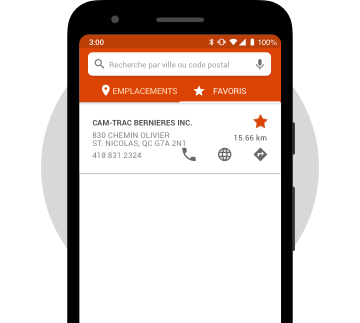 3:00
100%
Recherche par ville ou code postal
EMPLACEMENTS
FAVORIS
CAM-TRAC BERNIERES INC.
830 CHEMIN OLIVIER
ST. NICOLAS, QC G7A 2N1
15.66 km
418 831 2324